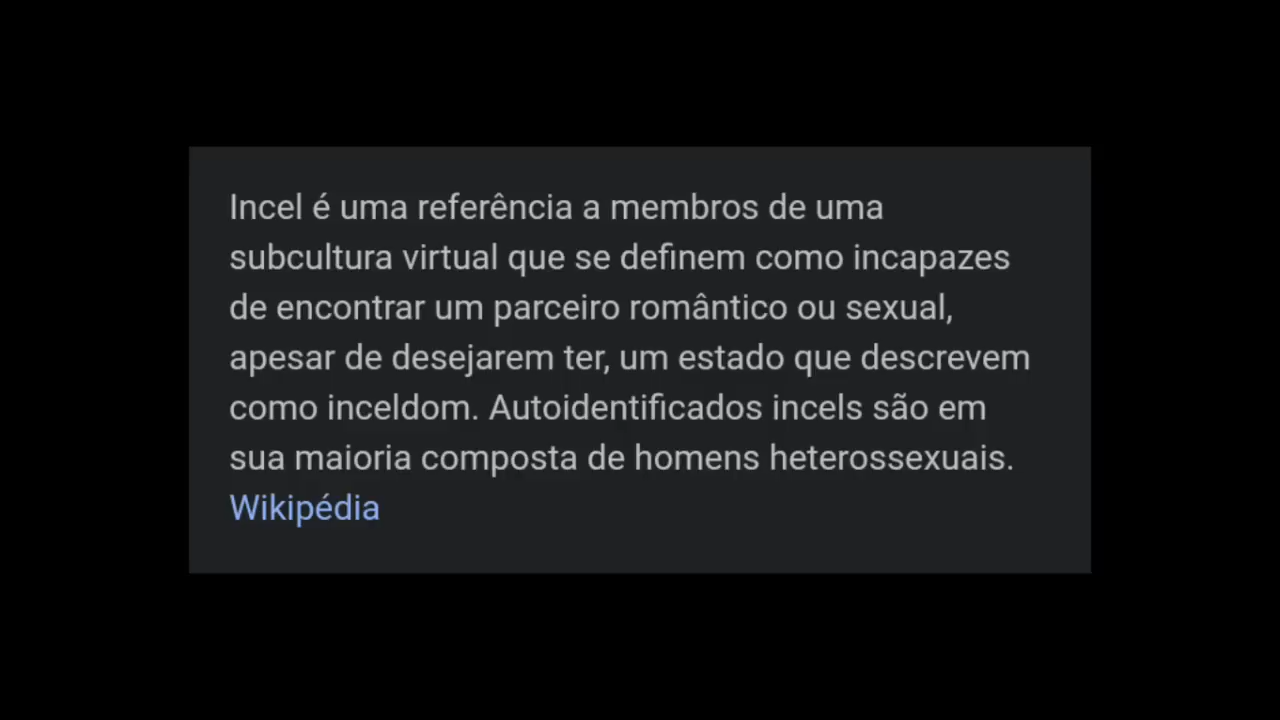 Incel é uma referência a membros de uma
subcultura virtual que se definem como incapazes
de encontrar um parceiro romântico ou sexual,
apesar de desejarem ter, um estado que descrevem
como inceldom. Autoidentificados incels são em
sua maioria composta de homens heterossexuais.
Wikipédia